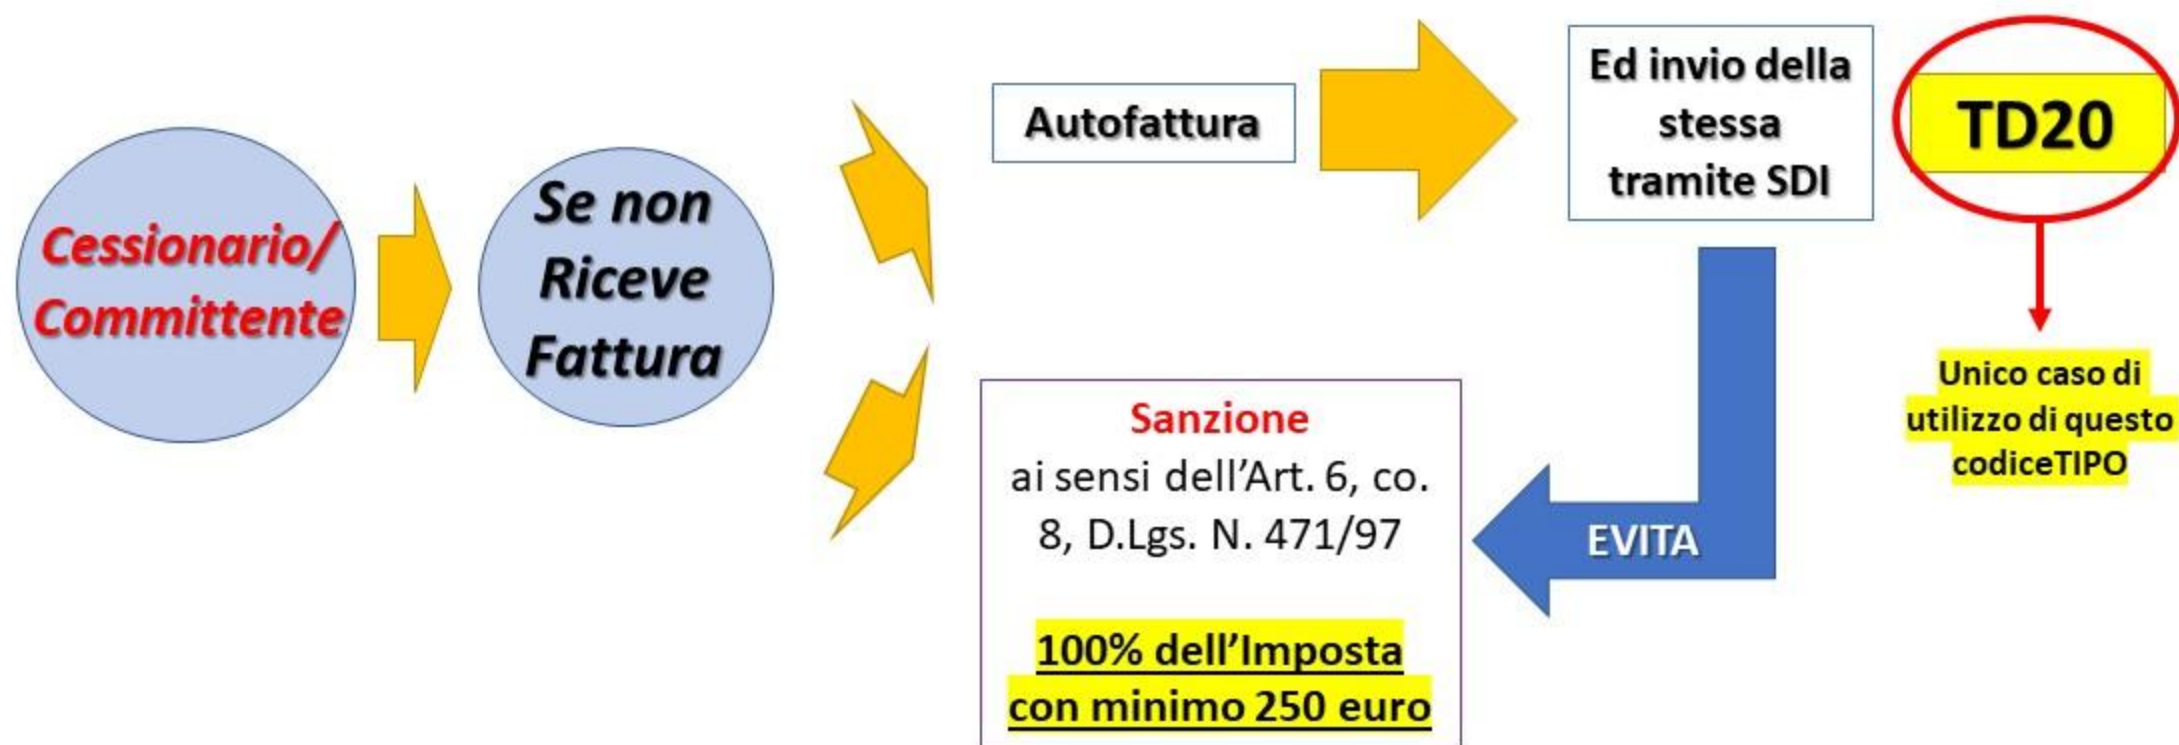 Cessionario/
Committente
Se non
Riceve
Fattura
Autofattura
Ed invio della
stessa
tramite SDI
TD20
Unico caso di
utilizzo di questo
codiceTIPO
Sanzione
ai sensi dell'Art. 6, co.
8, D.Lgs. N. 471/97
100% dell'Imposta
con minimo 250 euro
EVITA